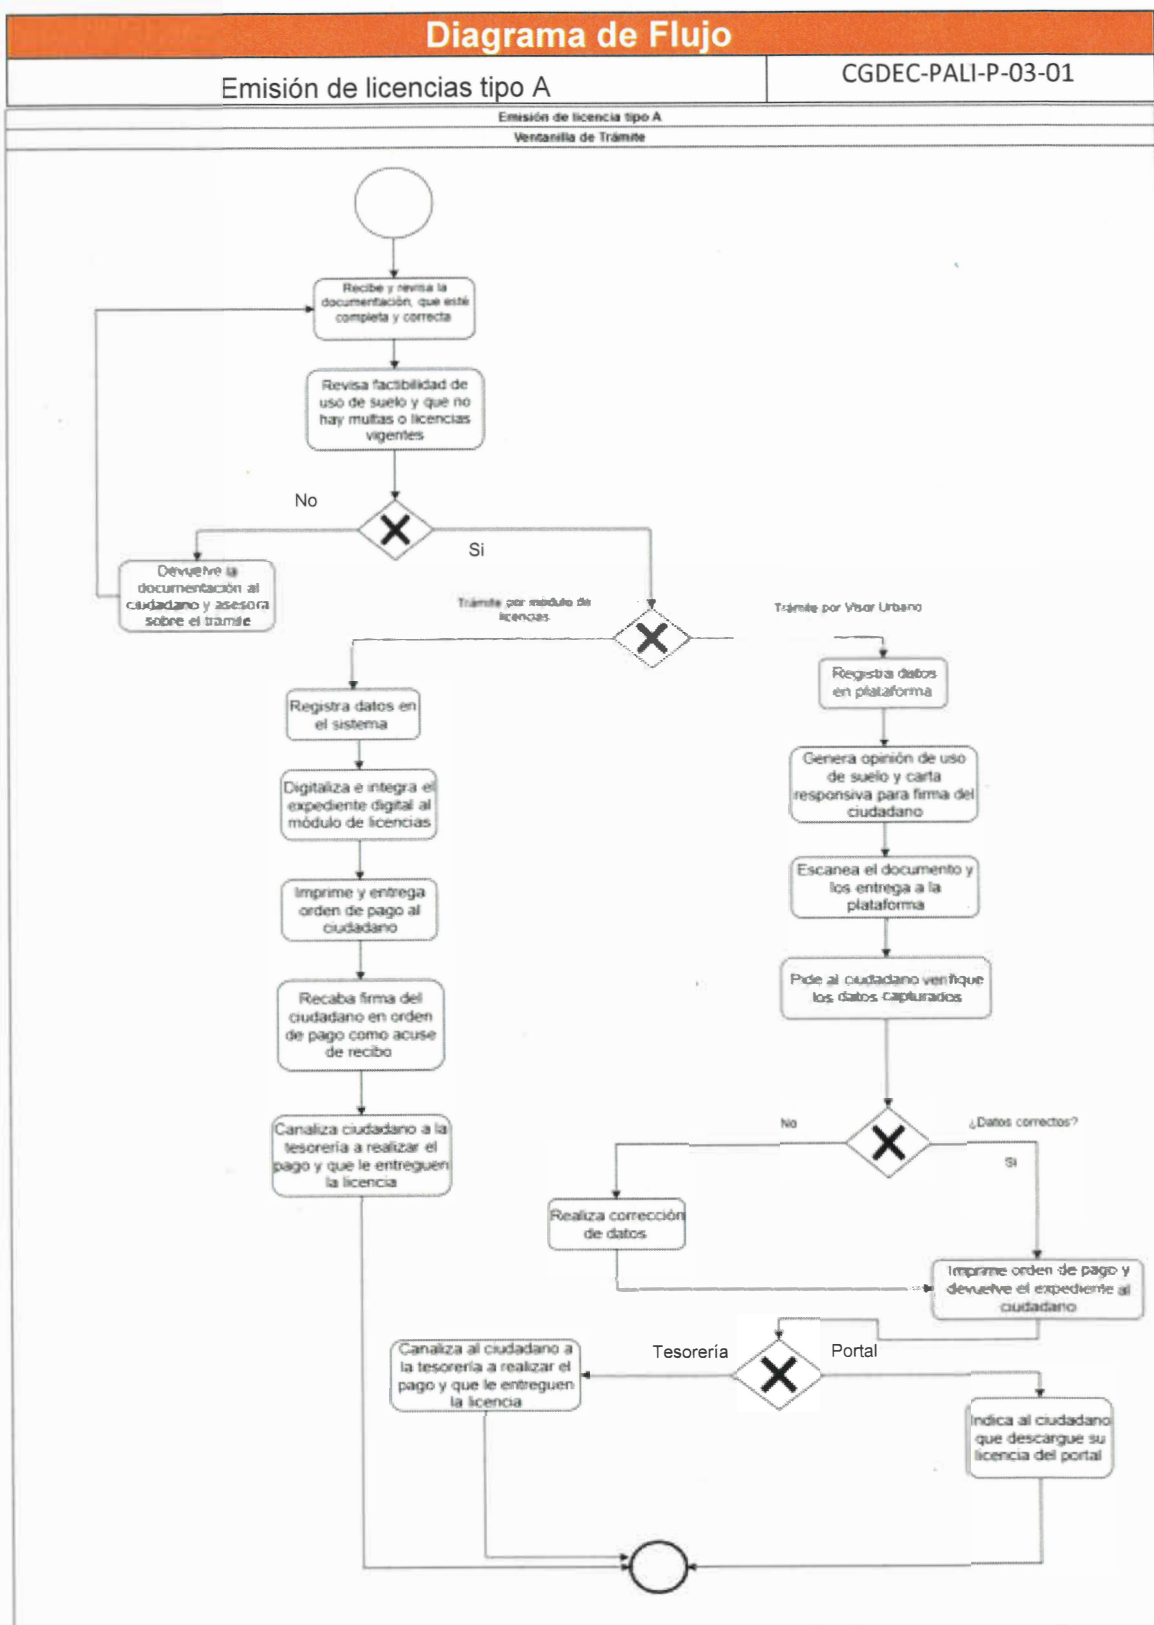 Diagrama de Flujo
Emisión de licencias tipo A
CGDEC-PALI-P-03-01
Emisión de licencia tipo A
Ventanilla de Trámite
Recibe y revisa la
documentación, que esté
completa y correcta
Revisa factibilidad de
uso de suelo y que no
hay multas o licencias
vigentes
No
Si
Devuelve la
documentación al
ciudadano y asesora
sobre el trámite
Trámite por módulo de
licencias
Trámite por Visor Urbano
Registra datos en
el sistema
Digitaliza e integra el
expediente digital al
módulo de licencias
Imprime y entrega
orden de pago al
ciudadano
Recaba firma del
ciudadano en orden
de pago como acuse
de recibo
Canaliza ciudadano a la
tesorería a realizar el
pago y que le entreguen
la licencia
Registra datos
en plataforma
Genera opinión de uso
de suelo y carta
responsiva para firma del
ciudadano
Escanea el documento y
los entrega a la
plataforma
Pide al ciudadano verifique
los datos capturados
No
¿Datos correctos?
Si
Realiza corrección
de datos
Imprime orden de pago y
devuelve el expediente al
ciudadano
Tesorería
Portal
Canaliza al ciudadano a
la tesorería a realizar el
pago y que le entreguen
la licencia
Indica al ciudadano
que descargue su
licencia del portal